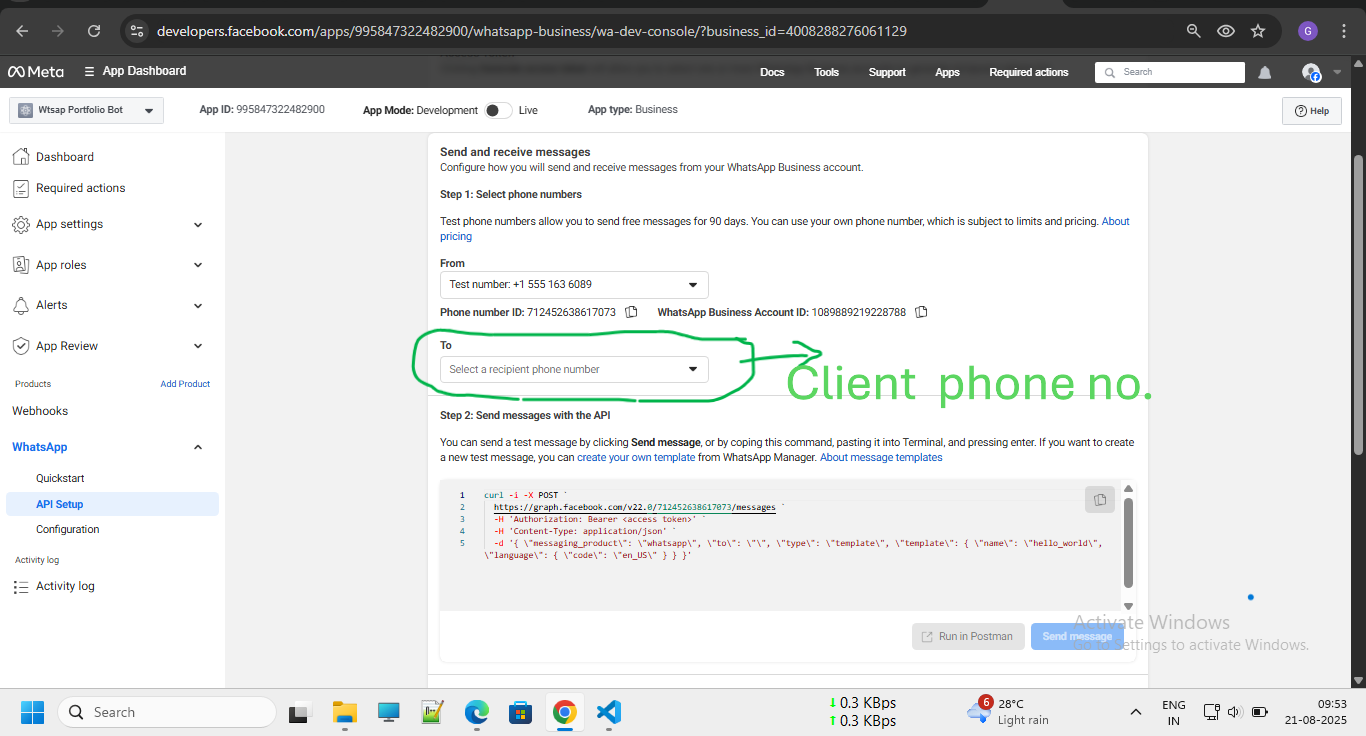 developers.facebook.com/apps/995847322482900/whatsapp-business/wa-dev-console/?business_id=4008288276061129
G
Meta
App Dashboard
Docs
Tools
Support
Apps
Required actions
Search
Wtsap Portfolio Bot
App ID: 995847322482900
App Mode: Development
Live
App type: Business
Help
Dashboard
Required actions
App settings
App roles
Alerts
App Review
Products
Add Product
Webhooks
WhatsApp
Quickstart
API Setup
Configuration
Activity log
Activity log
Send and receive messages
Configure how you will send and receive messages from your WhatsApp Business account.
Step 1: Select phone numbers
Test phone numbers allow you to send free messages for 90 days. You can use your own phone number, which is subject to limits and pricing. About
pricing
From
Test number: +1 555 163 6089
Phone number ID: 712452638617073
WhatsApp Business Account ID: 1089889219228788
To
Select a recipient phone number
Client phone no.
Step 2: Send messages with the API
You can send a test message by clicking Send message, or by coping this command, pasting it into Terminal, and pressing enter. If you want to create
a new test message, you can create your own template from WhatsApp Manager. About message templates
1 curl -i -X POST `
2 https://graph.facebook.com/v22.0/712452638617073/messages `
3 -H 'Authorization: Bearer <access token>' `
4 -H 'Content-Type: application/json' `
5 -d '{ \"messaging_product\": \"whatsapp\", \"to\": \"\", \"type\": \"template\", \"template\": { \"name\": \"hello_world\",
\"language\": { \"code\": \"en_US\" } } }'
Run in Postman
Send message
Activate Windows
Go to Settings to activate Windows.
Search
0.3 KBps
0.3 KBps
6
28°C
Light rain
ENG
IN
09:53
21-08-2025